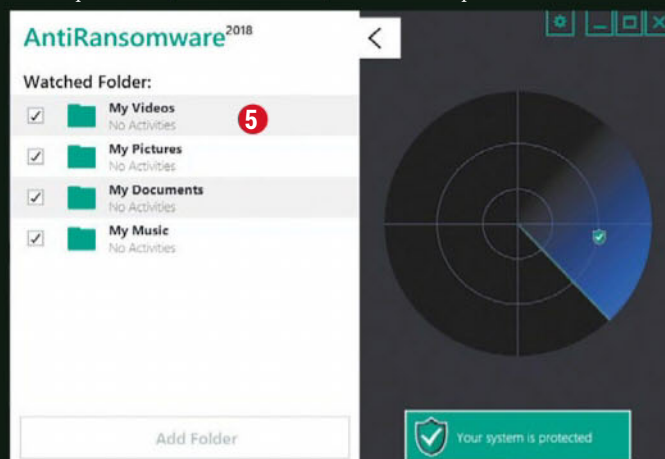 AntiRansomware2018
Watched Folder:
My Videos
No Activities
5
My Pictures
No Activities
My Documents
No Activities
My Music
No Activities
Add Folder
Your system is protected